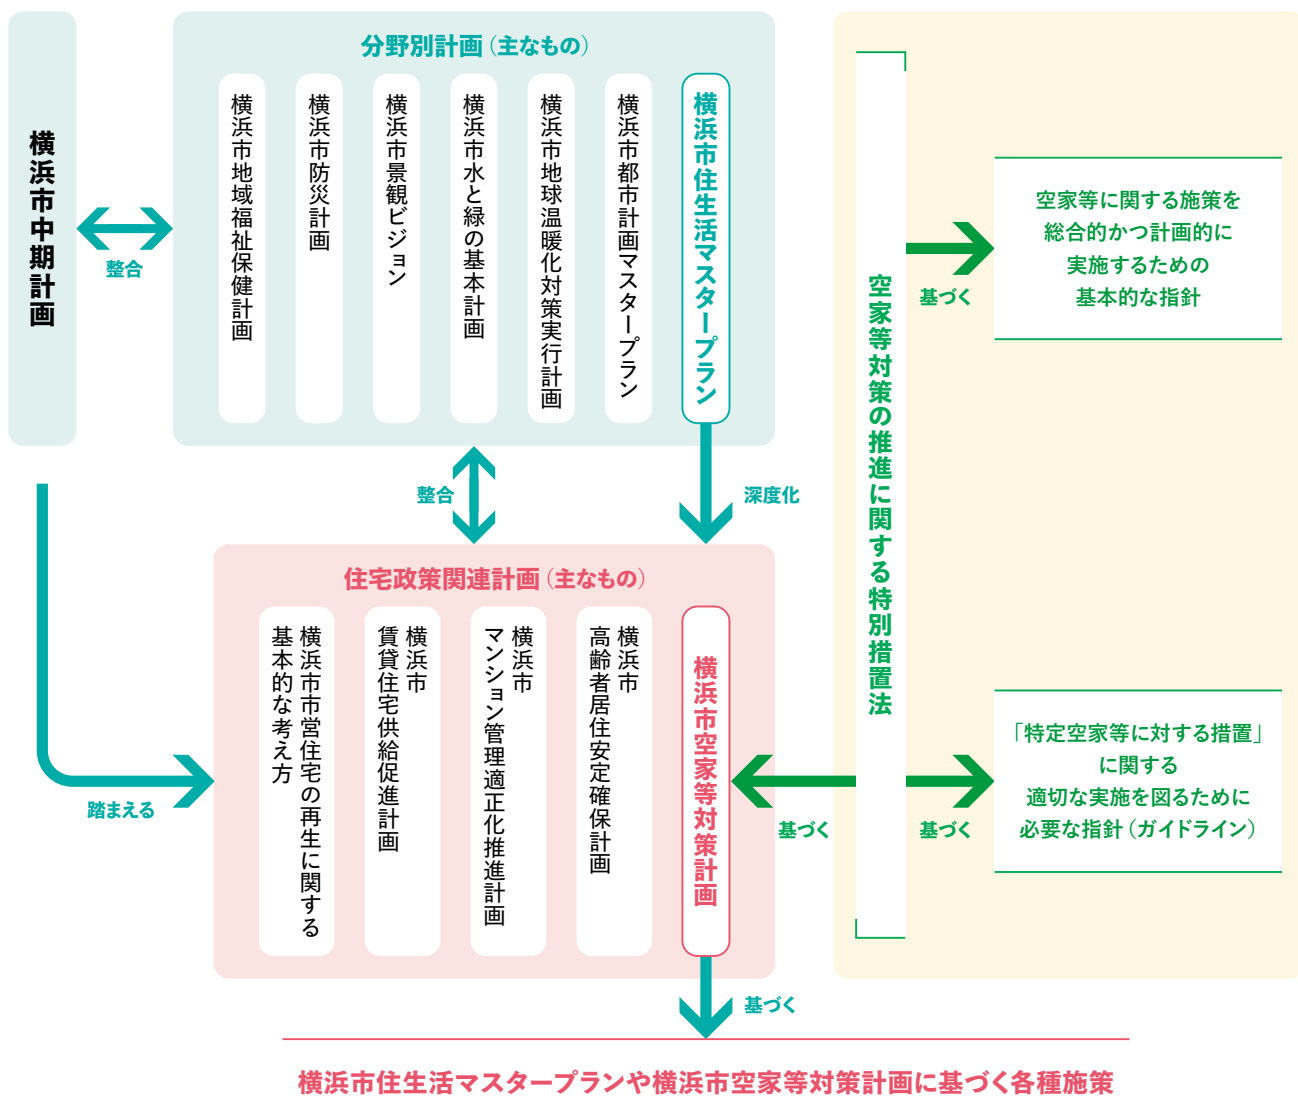 横浜市中期計画
整合
分野別計画（主なもの）
横浜市住生活マスタープラン
横浜市都市計画マスタープラン
横浜市地球温暖化対策実行計画
横浜市水と緑の基本計画
横浜市景観ビジョン
横浜市防災計画
横浜市地域福祉保健計画
整合
深度化
踏まえる
住宅政策関連計画（主なもの）
横浜市空家等対策計画
横浜市
高齢者居住安定確保計画
横浜市
マンション管理適正化推進計画
横浜市
賃貸住宅供給促進計画
横浜市市営住宅の再生に関する
基本的な考え方
基づく
空家等対策の推進に関する特別措置法
基づく
空家等に関する施策を
総合的かつ計画的に
実施するための
基本的な指針
基づく
「特定空家等に対する措置」
に関する
適切な実施を図るために
必要な指針（ガイドライン）
基づく
横浜市住生活マスタープランや横浜市空家等対策計画に基づく各種施策